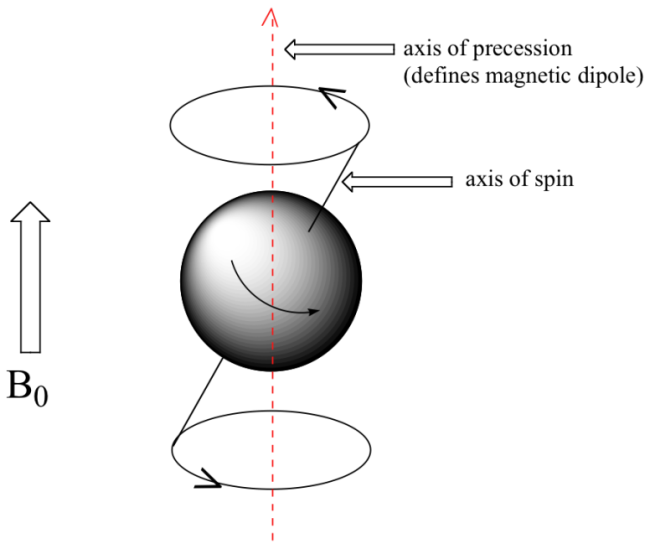 axis of precession
(defines magnetic dipole)
axis of spin
B0